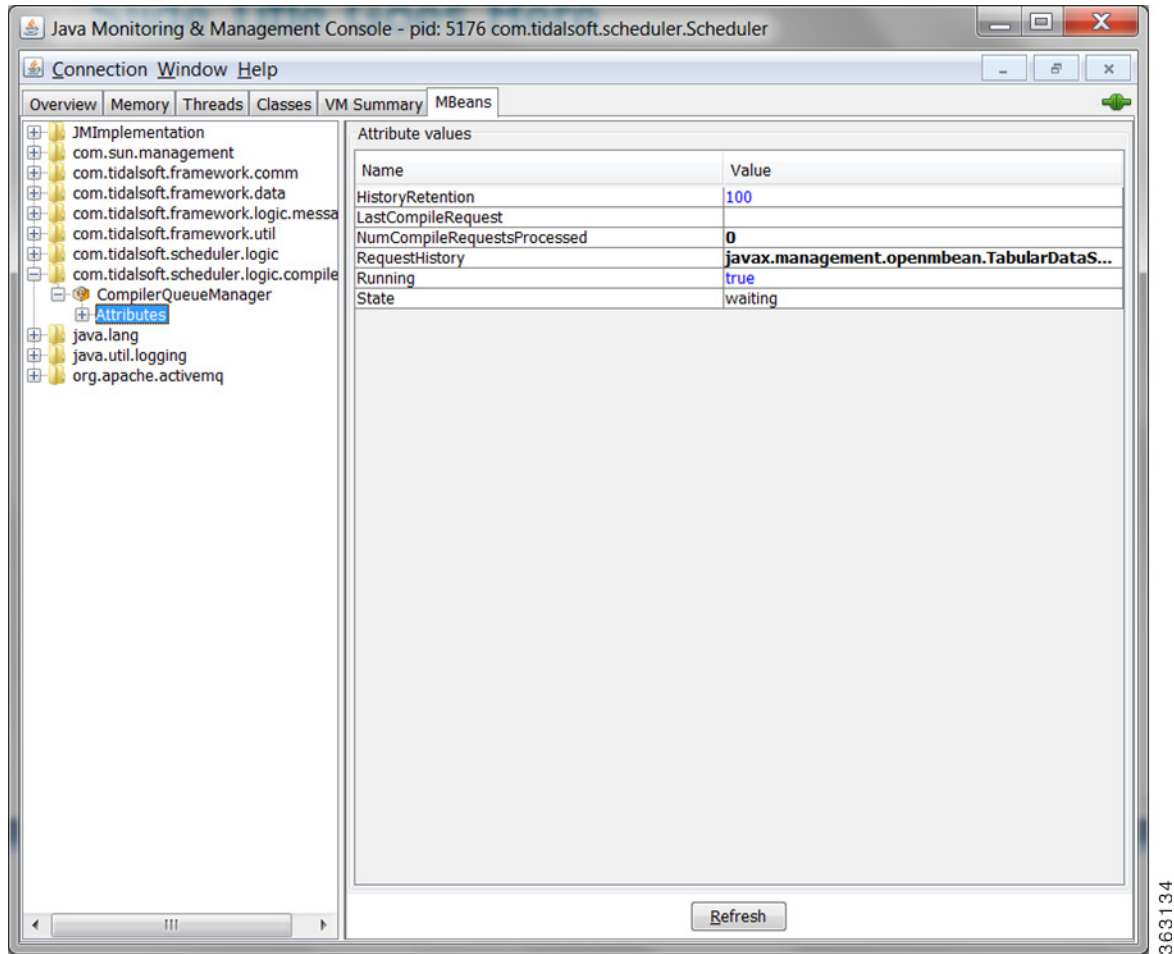 Java Monitoring & Management Console - pid: 5176 com.tidalsoft.scheduler.Scheduler
Connection Window Help
Overview Memory Threads Classes VM Summary MBeans
JMImplementation
com.sun.management
com.tidalsoft.framework.comm
com.tidalsoft.framework.data
com.tidalsoft.framework.logic.messa
com.tidalsoft.framework.util
com.tidalsoft.scheduler.logic
com.tidalsoft.scheduler.logic.compile
CompilerQueueManager
Attributes
java.lang
java.util.logging
org.apache.activemq
Attribute values
Name Value
HistoryRetention 100
LastCompileRequest
NumCompileRequestsProcessed 0
RequestHistory javax.management.openmbean.TabularDataS...
Running true
State waiting
Refresh
363134